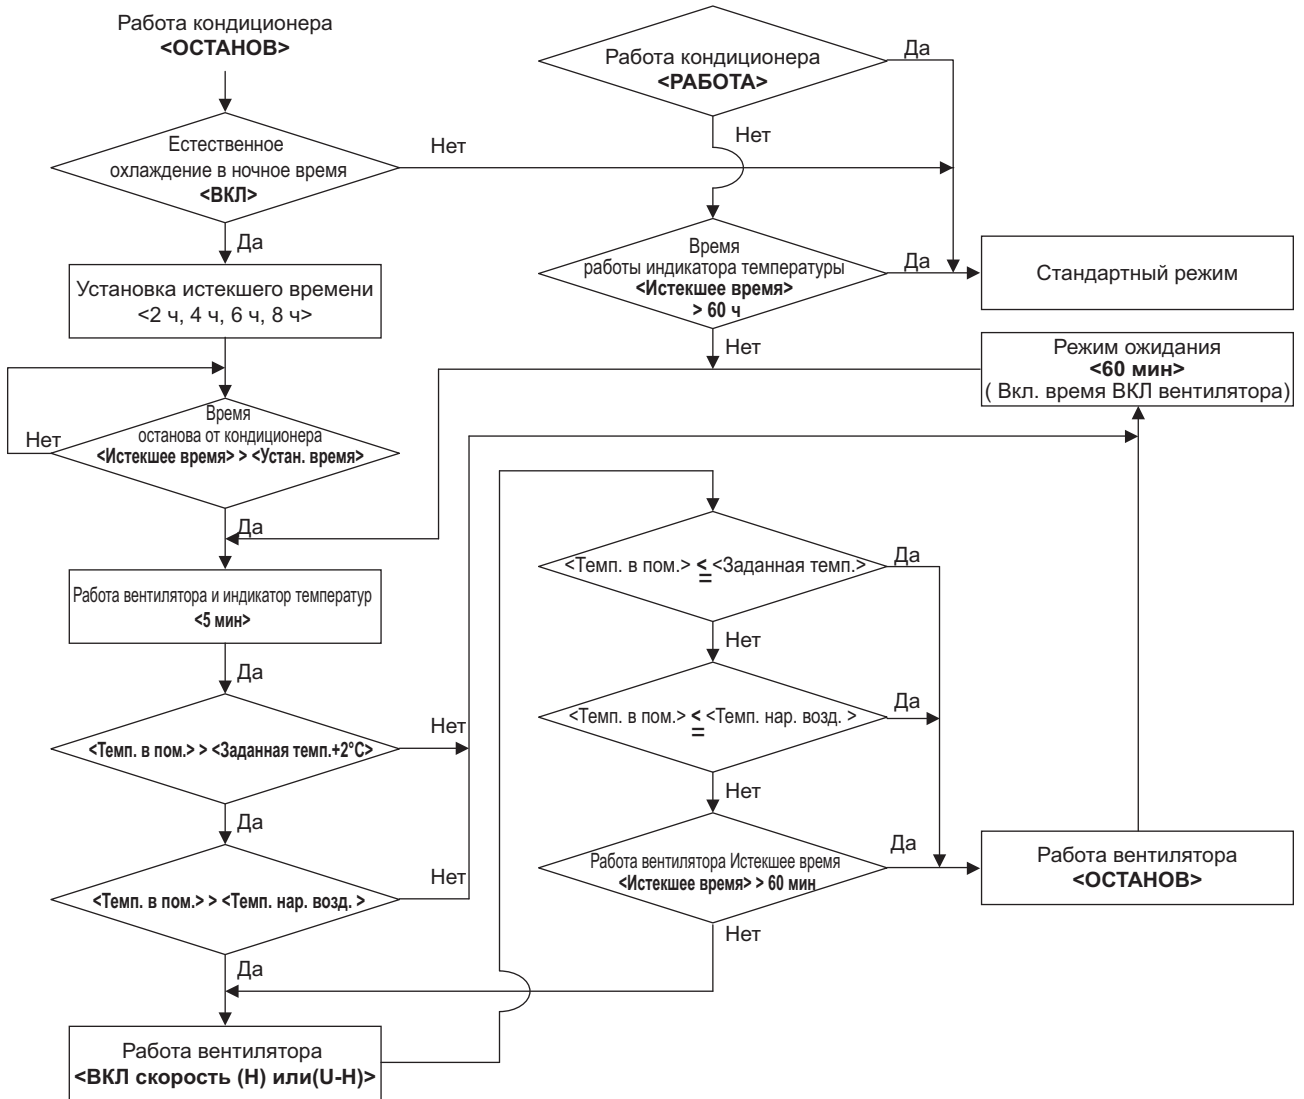 Работа кондиционера
<ОСТАНОВ>
Естественное
охлаждение в ночное время
<ВКЛ>
Нет
Да
Установка истекшего времени
<2 ч, 4 ч, 6 ч, 8 ч>
Время
останова от кондиционера
<Истекшее время> > <Устан. время>
Нет
Да
Работа вентилятора и индикатор температур
<5 мин>
Да
<Темп. в пом.> > <Заданная темп.+2°C>
Нет
Да
<Темп. в пом.> > <Темп. нар. возд. >
Нет
Да
Работа вентилятора
<ВКЛ скорость (H) или(U-H)>
Работа кондиционера
<РАБОТА>
Да
Нет
Время
работы индикатора температуры
<Истекшее время>
> 60 ч
Да
Нет
Стандартный режим
Режим ожидания
<60 мин>
( Вкл. время ВКЛ вентилятора)
<Темп. в пом.> ≦ <Заданная темп.>
Да
Нет
<Темп. в пом.> ≦ <Темп. нар. возд. >
Да
Нет
Работа вентилятора Истекшее время
<Истекшее время> > 60 мин
Да
Нет
Работа вентилятора
<ОСТАНОВ>